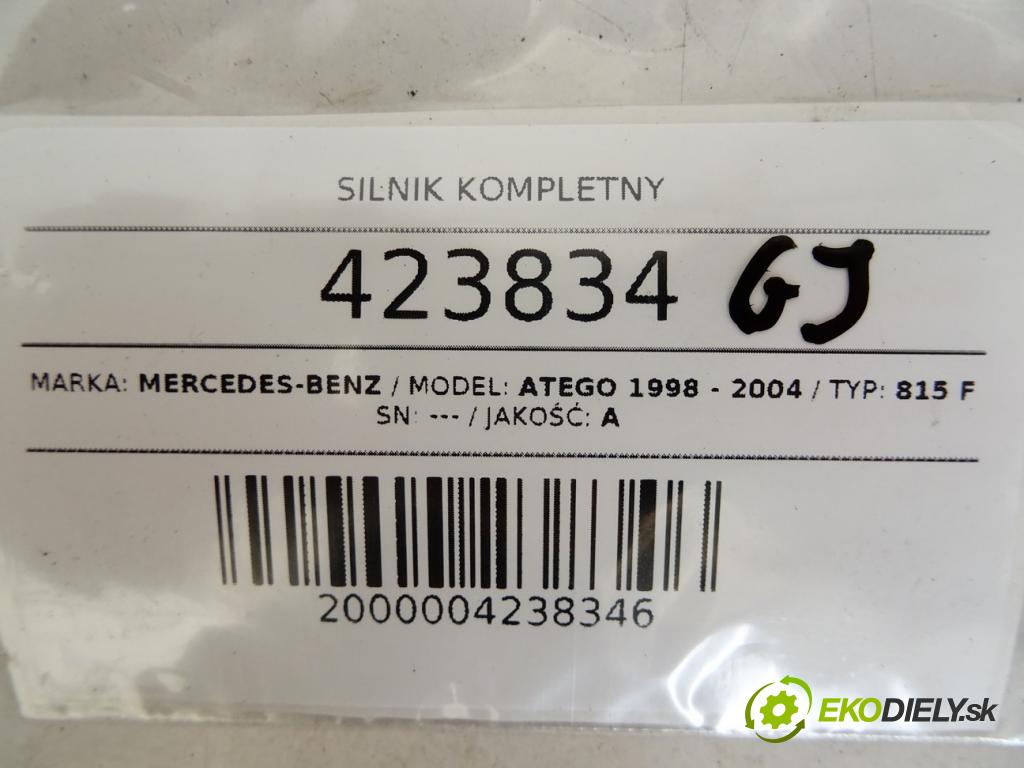 SILNIK KOMPLETNY
423834 GJ
MARKA: MERCEDES-BENZ / MODEL: ATEGO 1998 - 2004 / TYP: 815 F
SN: --- / JAKOŚĆ: A
2000004238346
EKODIELY.sk